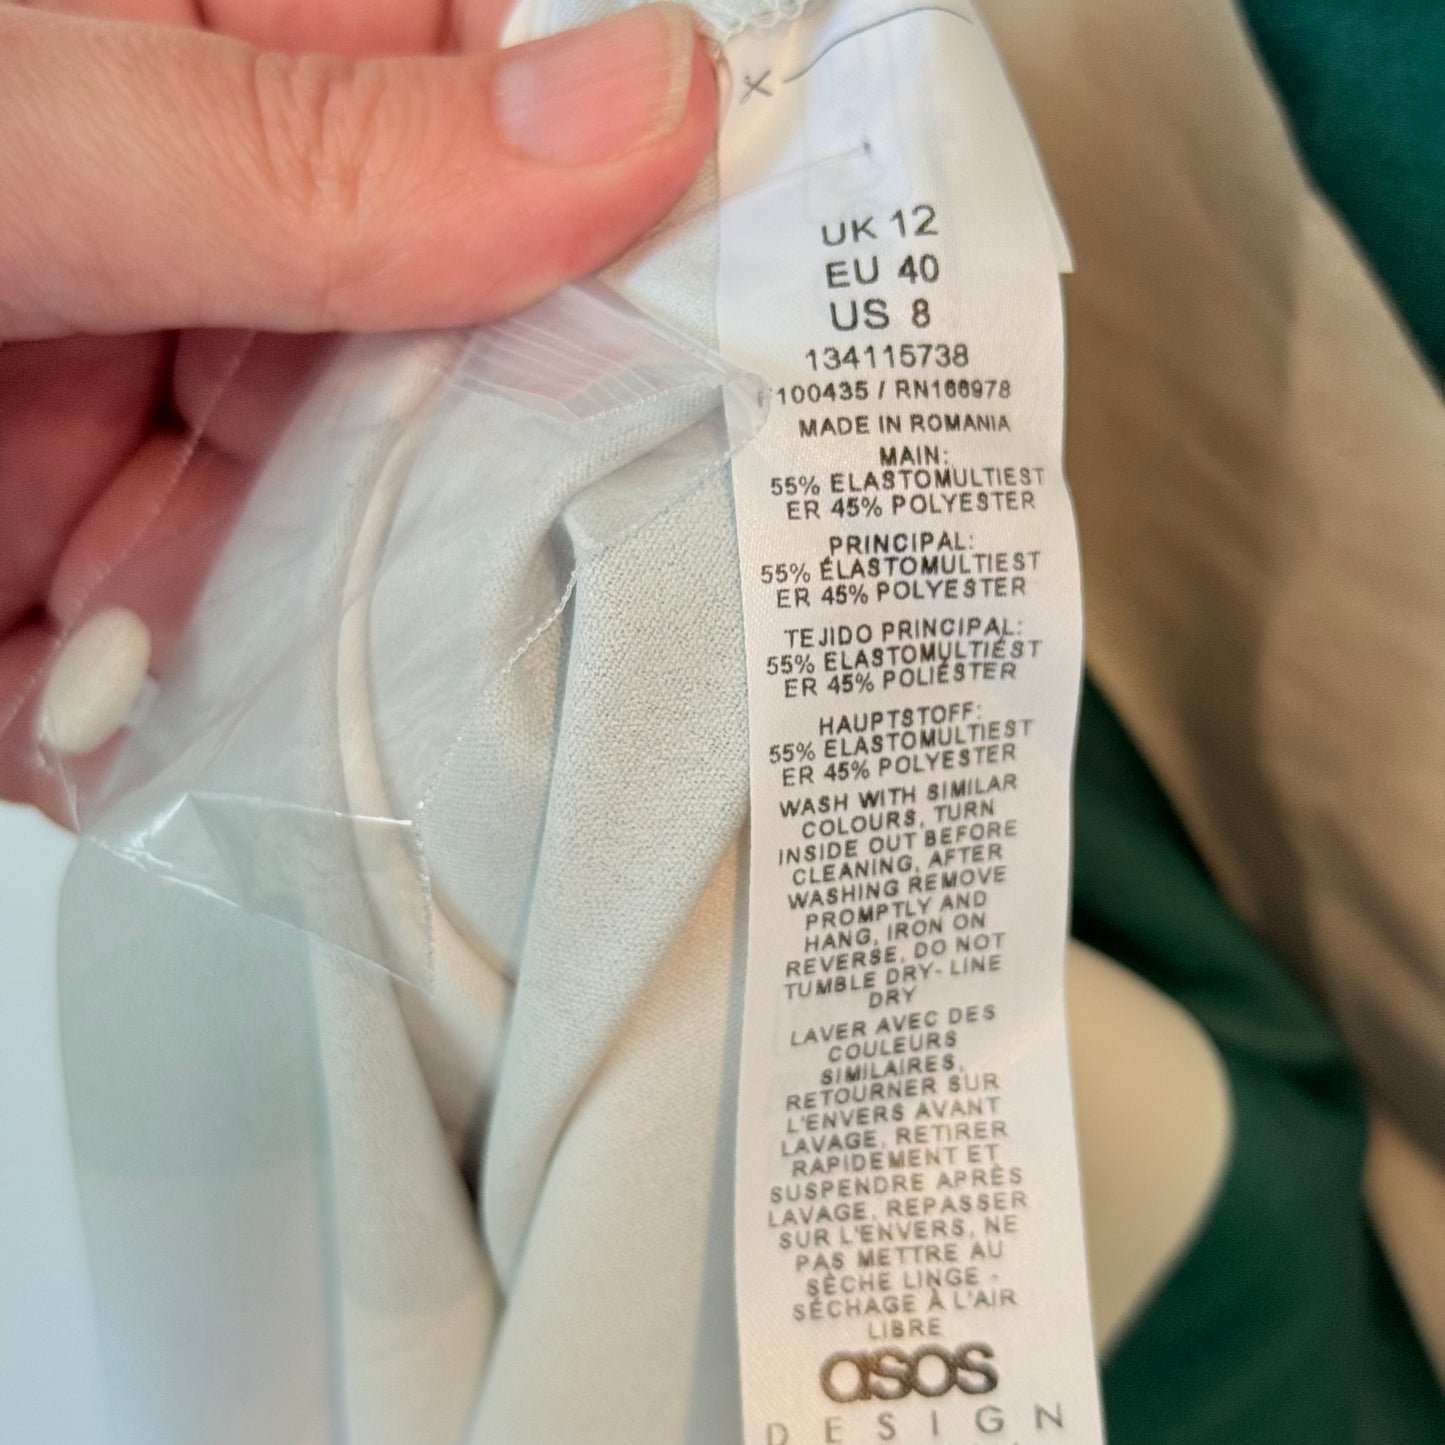 UK 12
EU 40
US 8
134115738
100435 / RN166978
MADE IN ROMANIA
MAIN:
55% ELASTOMULTIEST
ER 45% POLYESTER
PRINCIPAL:
55% ÉLASTOMULTIEST
ER 45% POLYESTER
TEJIDO PRINCIPAL:
55% ELASTOMULTIÉST
ER 45% POLIÉSTER
HAUPTSTOFF:
55% ELASTOMULTIEST
ER 45% POLYESTER
WASH WITH SIMILAR
COLOURS, TURN
INSIDE OUT BEFORE
CLEANING, AFTER
WASHING REMOVE
PROMPTLY AND
HANG, IRON ON
REVERSE, DO NOT
TUMBLE DRY- LINE
DRY
LAVER AVEC DES
COULEURS
SIMILAIRES,
RETOURNER SUR
L'ENVERS AVANT
LAVAGE, RETIRER
RAPIDEMENT ET
SUSPENDRE APRÈS
LAVAGE, REPASSER
SUR L'ENVERS, NE
PAS METTRE AU
SÈCHE LINGE -
SÉCHAGE À L'AIR
LIBRE
asos
DESIGN